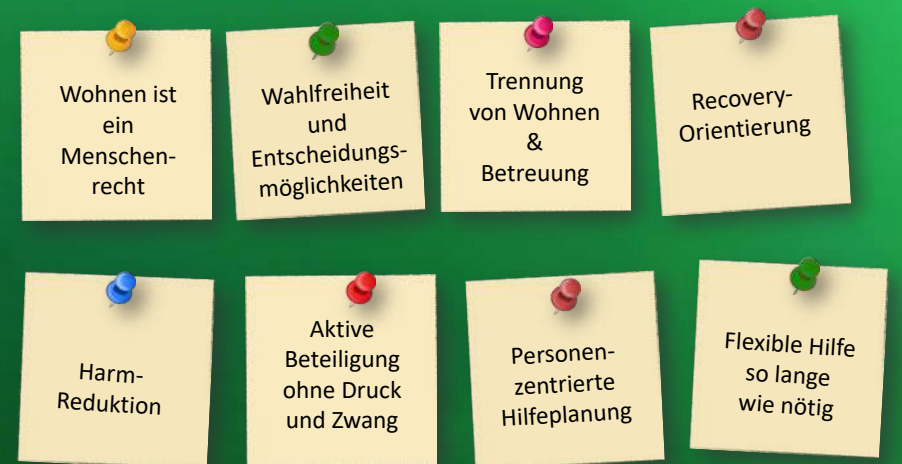 Wohnen ist
ein
Menschen-
recht
Wahlfreiheit
und
Entscheidungs-
möglichkeiten
Trennung
von Wohnen
&
Betreuung
Recovery-
Orientierung
Harm-
Reduktion
Aktive
Beteiligung
ohne Druck
und Zwang
Personen-
zentrierte
Hilfeplanung
Flexible Hilfe
so lange
wie nötig